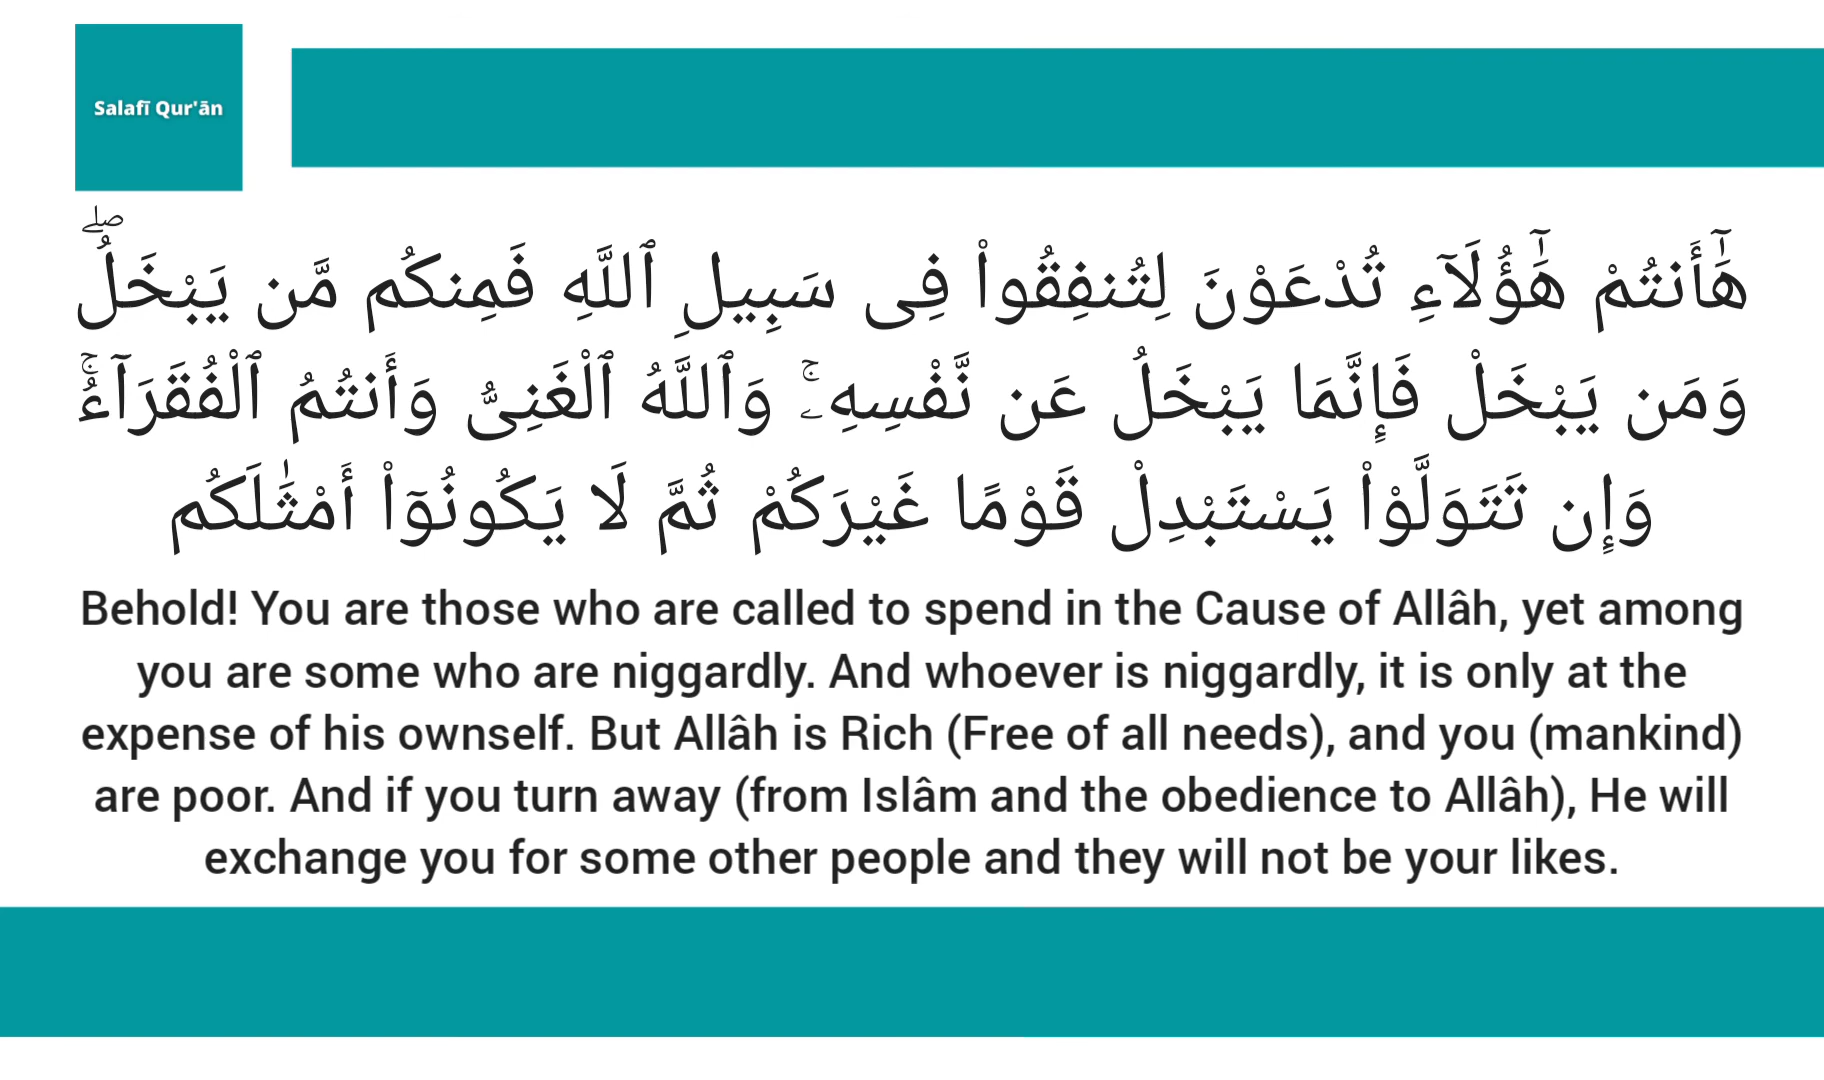 Salafī Qur'ān
هَٰٓأَنتُمْ هَٰٓؤُلَآءِ تُدْعَوْنَ لِتُنفِقُوا۟ فِى سَبِيلِ ٱللَّهِ فَمِنكُم مَّن يَبْخَلُ ۖ
وَمَن يَبْخَلْ فَإِنَّمَا يَبْخَلُ عَن نَّفْسِهِۦ ۚ وَٱللَّهُ ٱلْغَنِىُّ وَأَنتُمُ ٱلْفُقَرَآءُ ۚ
وَإِن تَتَوَلَّوْا۟ يَسْتَبْدِلْ قَوْمًا غَيْرَكُمْ ثُمَّ لَا يَكُونُوٓا۟ أَمْثَٰلَكُم
Behold! You are those who are called to spend in the Cause of Allâh, yet among
you are some who are niggardly. And whoever is niggardly, it is only at the
expense of his ownself. But Allâh is Rich (Free of all needs), and you (mankind)
are poor. And if you turn away (from Islâm and the obedience to Allâh), He will
exchange you for some other people and they will not be your likes.